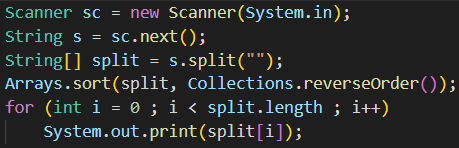 Scanner sc = new Scanner(System.in);
String s = sc.next();
String[] split = s.split("");
Arrays.sort(split, Collections.reverseOrder());
for (int i = 0 ; i < split.length ; i++)
    System.out.print(split[i]);